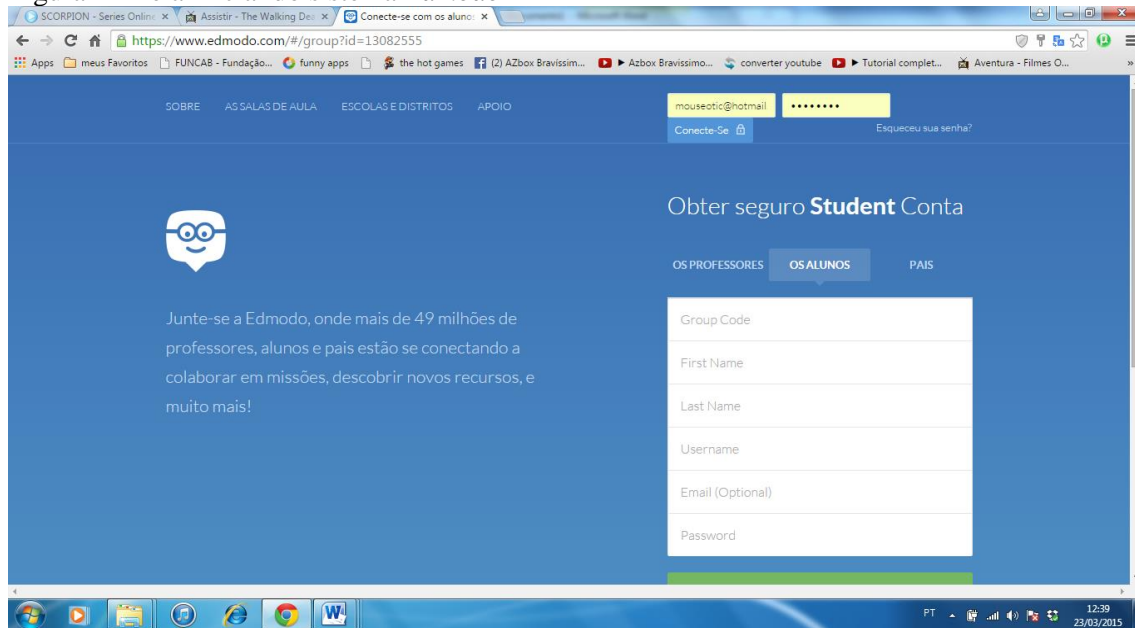 SCORPION - Series Online
Assistir - The Walking Dea
Conecte-se com os alunos
https://www.edmodo.com/#/group?id=13082555
Apps meus Favoritos FUNCAB - Fundação... funny apps the hot games (2) AZbox Bravissim... ► Azbox Bravissimo... converter youtube ► Tutorial complet... Aventura - Filmes O... »
SOBRE AS SALAS DE AULA ESCOLAS E DISTRITOS APOIO
mouseotic@hotmail ••••••••
Conecte-Se Esqueceu sua senha?
Obter seguro Student Conta
OS PROFESSORES OS ALUNOS PAIS
Junte-se a Edmodo, onde mais de 49 milhões de
professores, alunos e pais estão se conectando a
colaborar em missões, descobrir novos recursos, e
muito mais!
Group Code
First Name
Last Name
Username
Email (Optional)
Password
PT
12:39
23/03/2015